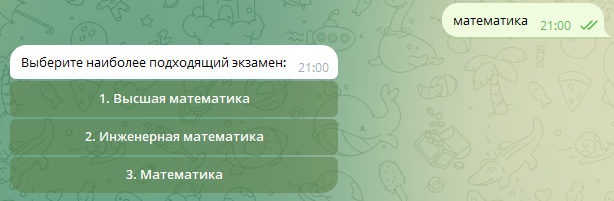 математика 21:00
Выберите наиболее подходящий экзамен: 21:00
1. Высшая математика
2. Инженерная математика
3. Математика